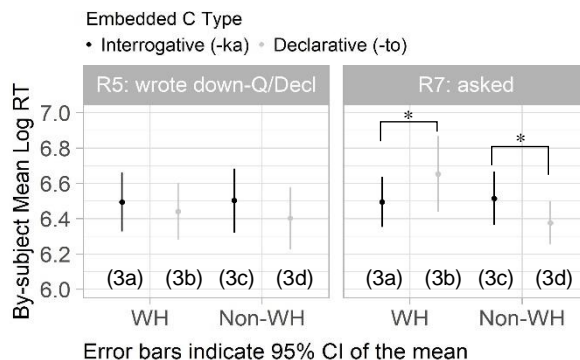 Embedded C Type
• Interrogative (-ka) • Declarative (-to)
R5: wrote down-Q/Decl
R7: asked
By-subject Mean Log RT
7.0
6.8
6.6
6.4
6.2
6.0
* *
(3a) (3b) (3c) (3d)
(3a) (3b) (3c) (3d)
WH Non-WH
WH Non-WH
Error bars indicate 95% CI of the mean